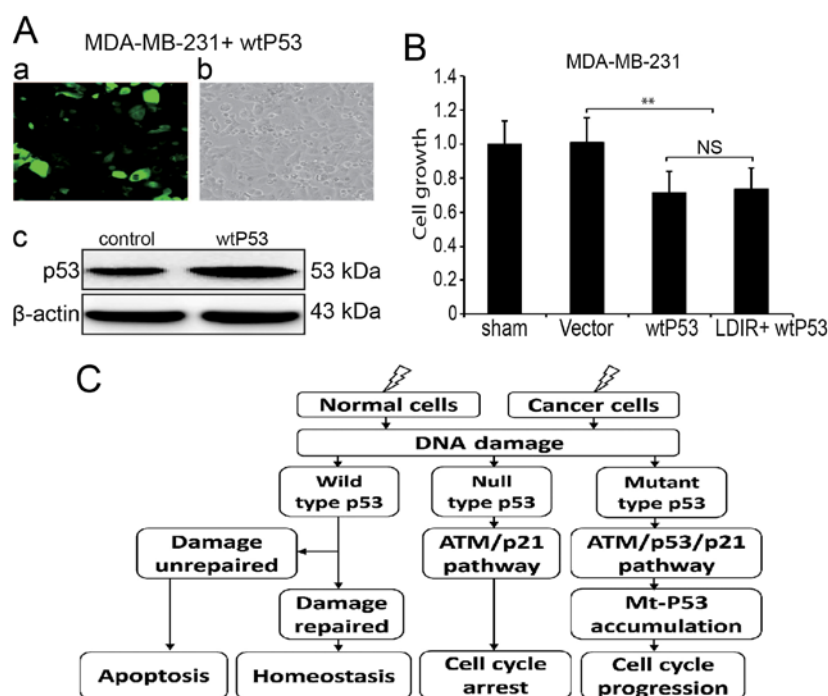 A
MDA-MB-231+ wtP53
a
b
c
control
wtP53
p53
53 kDa
β-actin
43 kDa
B
MDA-MB-231
Cell growth
1.4
1.2
1.0
0.8
0.6
0.4
0.2
0
**
NS
sham
Vector
wtP53
LDIR+ wtP53
C
Normal cells
Cancer cells
DNA damage
Wild
type p53
Null
type p53
Mutant
type p53
Damage
unrepaired
ATM/p21
pathway
ATM/p53/p21
pathway
Damage
repaired
Mt-P53
accumulation
Apoptosis
Homeostasis
Cell cycle
arrest
Cell cycle
progression